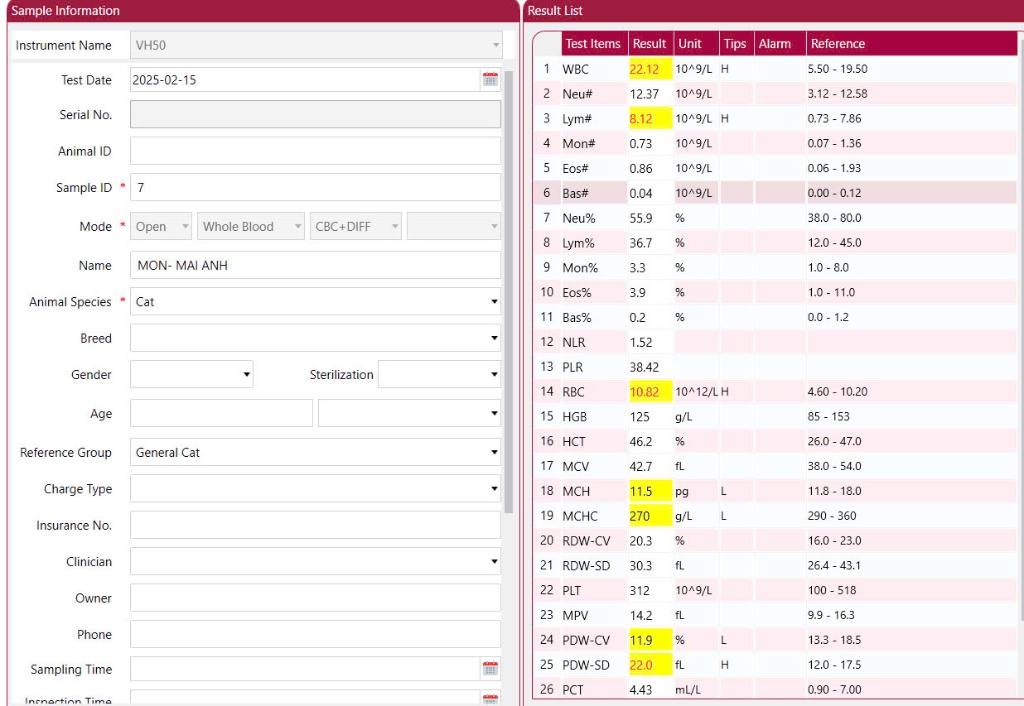 Sample Information
Instrument Name VH50
Test Date 2025-02-15
Serial No.
Animal ID
Sample ID * 7
Mode * Open Whole Blood CBC+DIFF
Name MON- MAI ANH
Animal Species * Cat
Breed
Gender Sterilization
Age
Reference Group General Cat
Charge Type
Insurance No.
Clinician
Owner
Phone
Sampling Time
Inspection Time
Result List
Test Items Result Unit Tips Alarm Reference
1 WBC 22.12 10^9/L H 5.50 - 19.50
2 Neu# 12.37 10^9/L 3.12 - 12.58
3 Lym# 8.12 10^9/L H 0.73 - 7.86
4 Mon# 0.73 10^9/L 0.07 - 1.36
5 Eos# 0.86 10^9/L 0.06 - 1.93
6 Bas# 0.04 10^9/L 0.00 - 0.12
7 Neu% 55.9 % 38.0 - 80.0
8 Lym% 36.7 % 12.0 - 45.0
9 Mon% 3.3 % 1.0 - 8.0
10 Eos% 3.9 % 1.0 - 11.0
11 Bas% 0.2 % 0.0 - 1.2
12 NLR 1.52
13 PLR 38.42
14 RBC 10.82 10^12/L H 4.60 - 10.20
15 HGB 125 g/L 85 - 153
16 HCT 46.2 % 26.0 - 47.0
17 MCV 42.7 fL 38.0 - 54.0
18 MCH 11.5 pg L 11.8 - 18.0
19 MCHC 270 g/L L 290 - 360
20 RDW-CV 20.3 % 16.0 - 23.0
21 RDW-SD 30.3 fL 26.4 - 43.1
22 PLT 312 10^9/L 100 - 518
23 MPV 14.2 fL 9.9 - 16.3
24 PDW-CV 11.9 % L 13.3 - 18.5
25 PDW-SD 22.0 fL H 12.0 - 17.5
26 PCT 4.43 mL/L 0.90 - 7.00